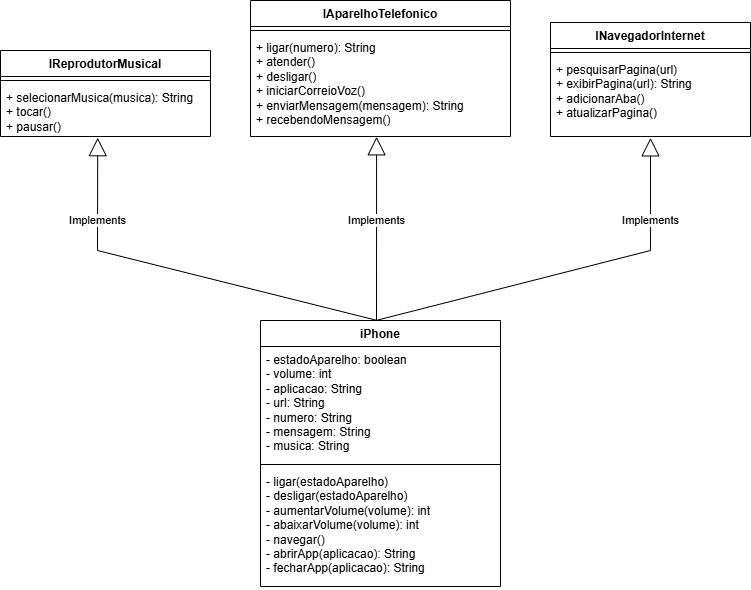 IAparelhoTelefonico
+ ligar(numero): String
+ atender()
+ desligar()
+ iniciarCorreioVoz()
+ enviarMensagem(mensagem): String
+ recebendoMensagem()
IReprodutorMusical
+ selecionarMusica(musica): String
+ tocar()
+ pausar()
INavegadorInternet
+ pesquisarPagina(url)
+ exibirPagina(url): String
+ adicionarAba()
+ atualizarPagina()
Implements
Implements
Implements
iPhone
- estadoAparelho: boolean
- volume: int
- aplicacao: String
- url: String
- numero: String
- mensagem: String
- musica: String
- ligar(estadoAparelho)
- desligar(estadoAparelho)
- aumentarVolume(volume): int
- abaixarVolume(volume): int
- navegar()
- abrirApp(aplicacao): String
- fecharApp(aplicacao): String